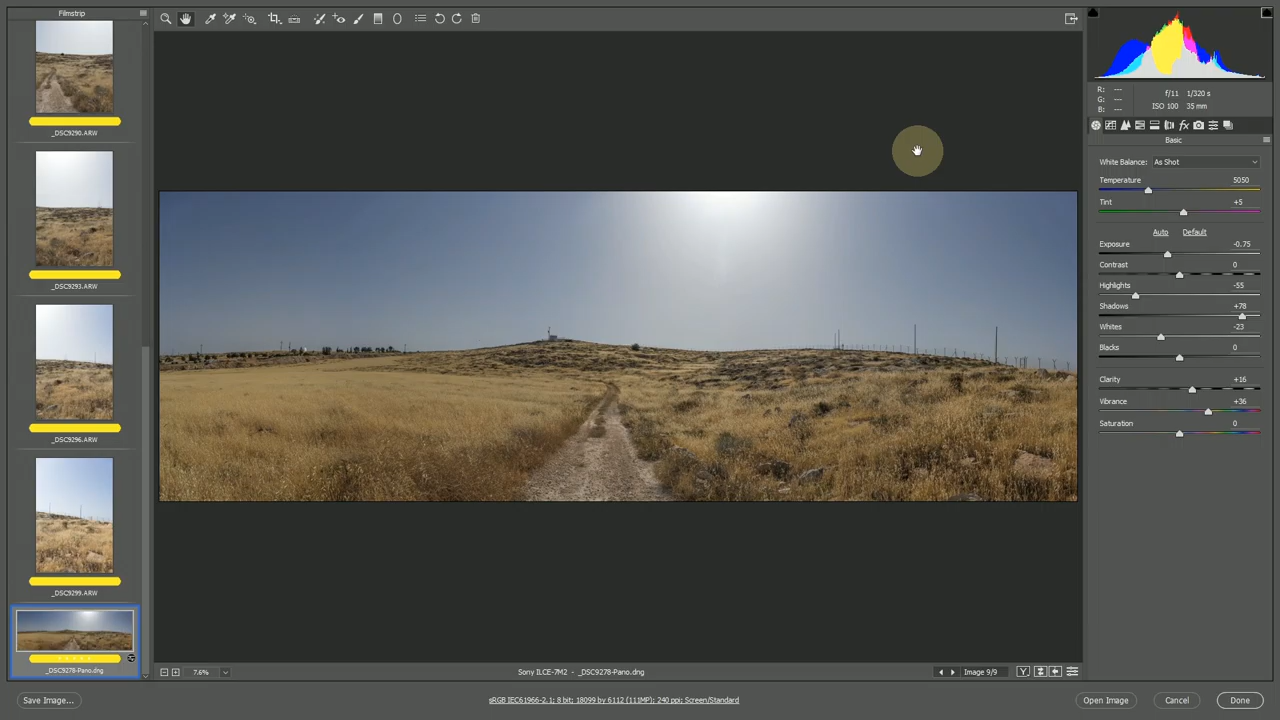 Filmstrip
_DSC9290.ARW
_DSC9293.ARW
_DSC9296.ARW
_DSC9299.ARW
_DSC9278-Pano.dng
7.6%
Sony ILCE-7M2 - _DSC9278-Pano.dng
Image 9/9
Y
R: ---
G: ---
B: ---
f/11 1/320 s
ISO 100 35 mm
fx
Basic
White Balance: As Shot
Temperature 5050
Tint +5
Auto Default
Exposure -0.75
Contrast 0
Highlights -55
Shadows +78
Whites -23
Blacks 0
Clarity +16
Vibrance +36
Saturation 0
Save Image...
sRGB IEC61966-2.1; 8 bit; 18099 by 6112 (111MP); 240 ppi; Screen/Standard
Open Image
Cancel
Done